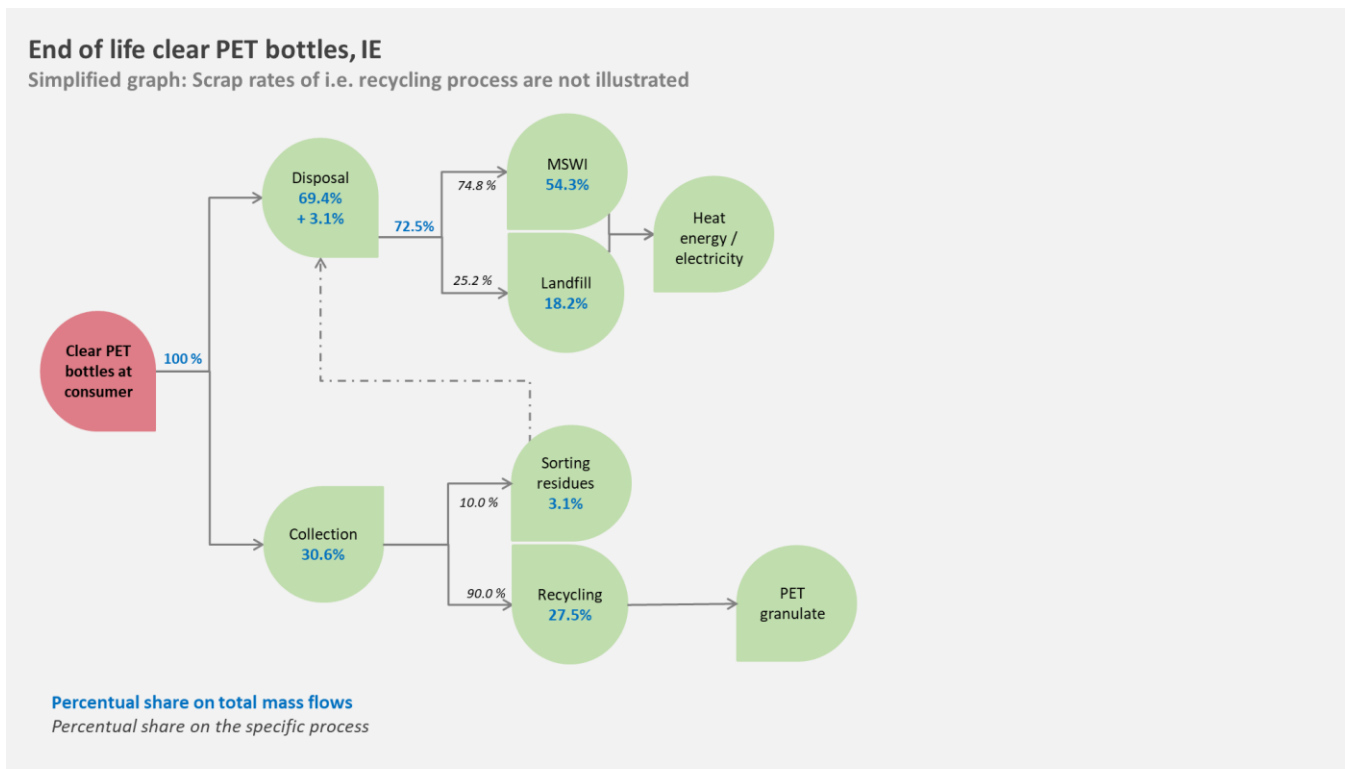 End of life clear PET bottles, IE
Simplified graph: Scrap rates of i.e. recycling process are not illustrated
Disposal
69.4%
+ 3.1%
72.5%
74.8 %
25.2 %
MSWI
54.3%
Landfill
18.2%
Heat
energy /
electricity
Clear PET
bottles at
consumer
100 %
Collection
30.6%
10.0 %
90.0 %
Sorting
residues
3.1%
Recycling
27.5%
PET
granulate
Percentual share on total mass flows
Percentual share on the specific process